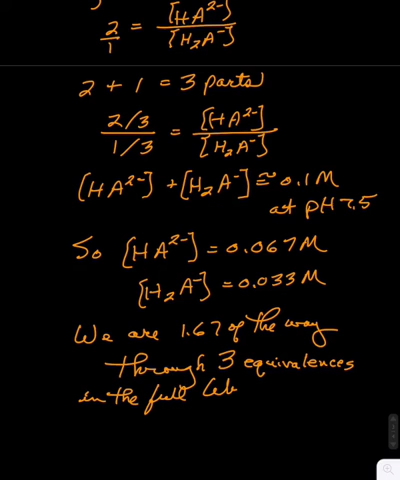 2/1 = [HA²⁻]/[H₂A⁻]
2 + 1 = 3 parts
(2/3)/(1/3) = [HA²⁻]/[H₂A⁻]
[HA²⁻] + [H₂A⁻] ≅ 0.1 M
at pH 7.5
So [HA²⁻] = 0.067 M
[H₂A⁻] = 0.033 M
We are 1.67 of the way
through 3 equivalences
in the full